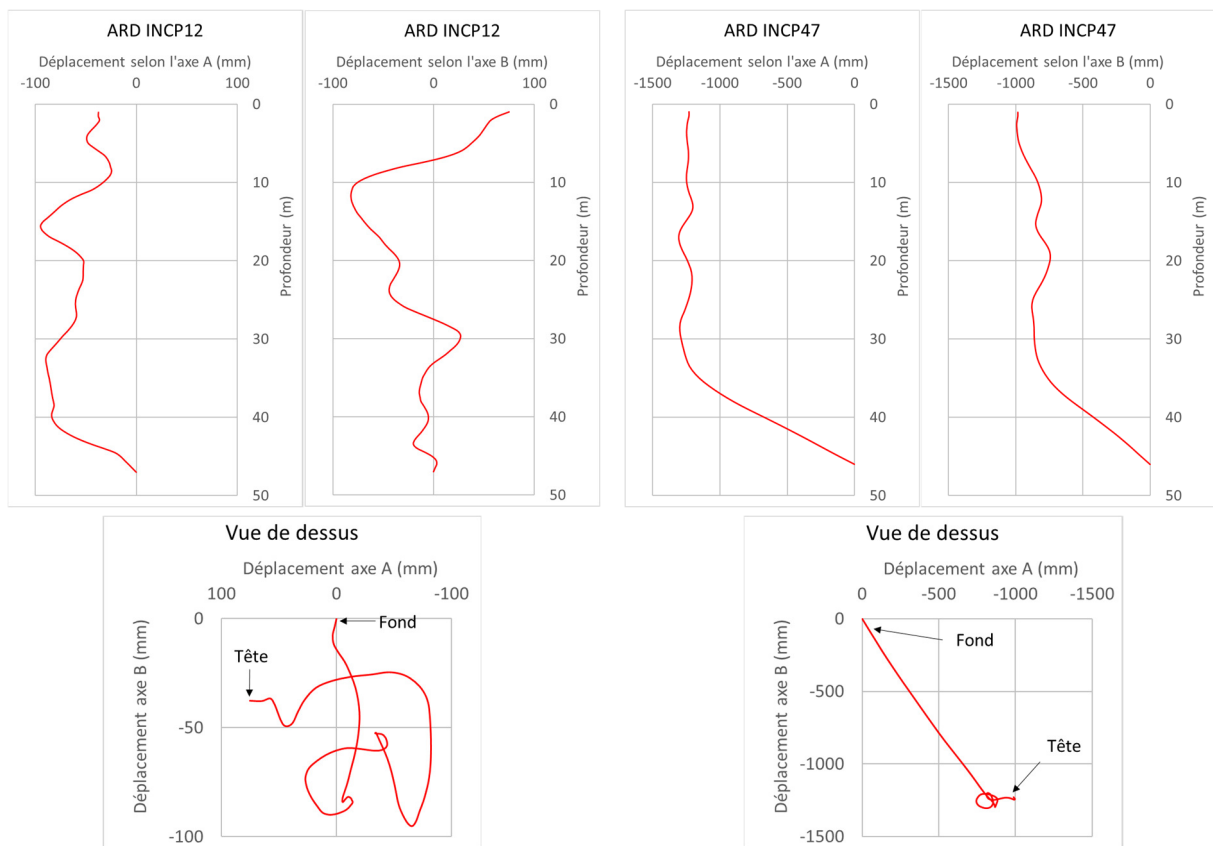 ARD INCP12
Déplacement selon l'axe A (mm)
-100 0 100
0
10
20
30
40
50
Profondeur (m)
ARD INCP12
Déplacement selon l'axe B (mm)
-100 0 100
0
10
20
30
40
50
Profondeur (m)
ARD INCP47
Déplacement selon l'axe A (mm)
-1500 -1000 -500 0
0
10
20
30
40
50
Profondeur (m)
ARD INCP47
Déplacement selon l'axe B (mm)
-1500 -1000 -500 0
0
10
20
30
40
50
Profondeur (m)
Vue de dessus
Déplacement axe A (mm)
100 0 -100
0
-50
-100
Déplacement axe B (mm)
Fond
Tête
Vue de dessus
Déplacement axe A (mm)
0 -500 -1000 -1500
0
-500
-1000
-1500
Déplacement axe B (mm)
Fond
Tête